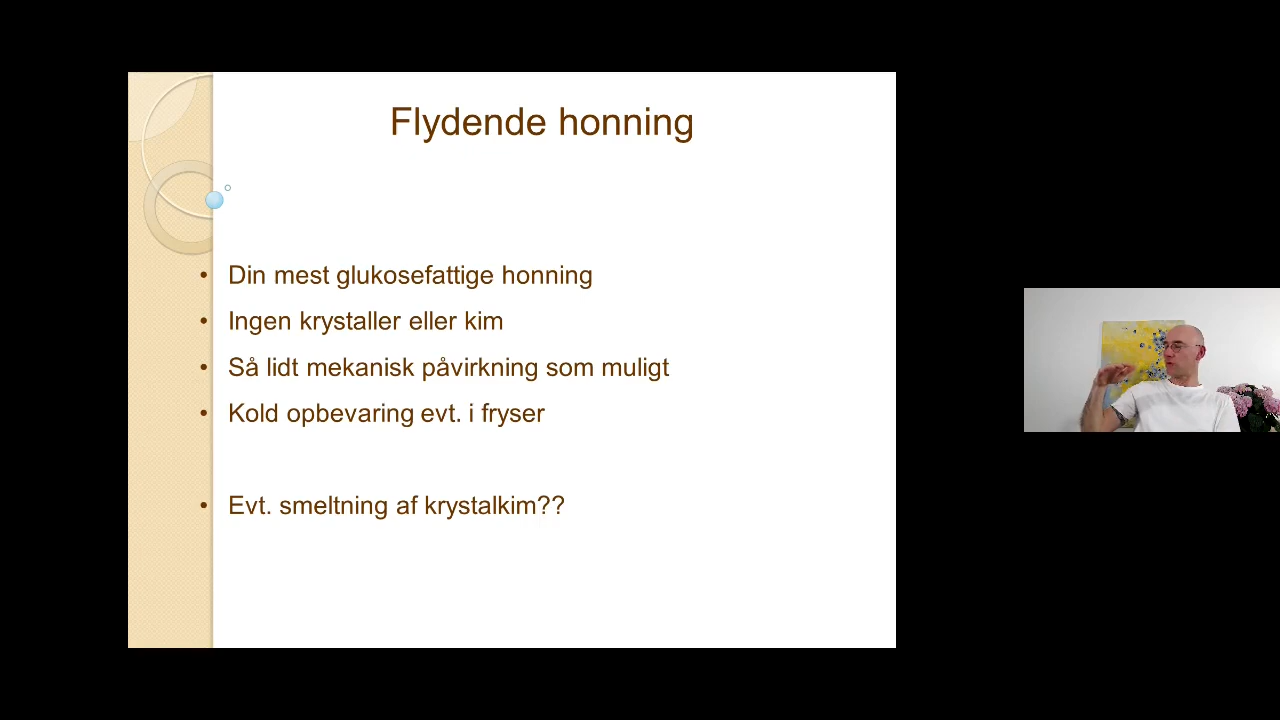 Flydende honning
• Din mest glukosefattige honning
• Ingen krystaller eller kim
• Så lidt mekanisk påvirkning som muligt
• Kold opbevaring evt. i fryser
• Evt. smeltning af krystalkim??